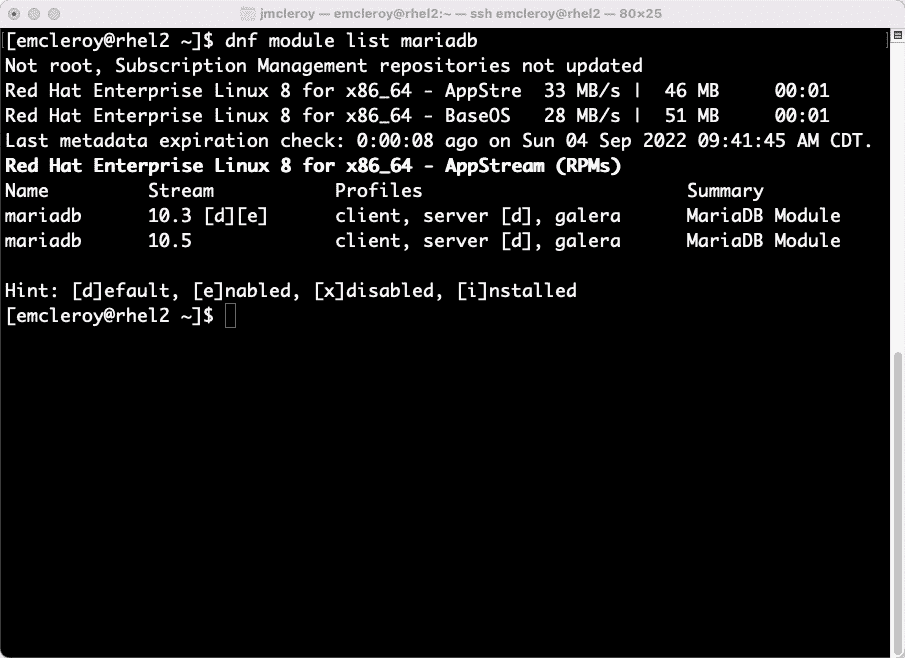 jmcleroy — emcleroy@rhel2:~ — ssh emcleroy@rhel2 — 80×25
[emcleroy@rhel2 ~]$ dnf module list mariadb
Not root, Subscription Management repositories not updated
Red Hat Enterprise Linux 8 for x86_64 - AppStre  33 MB/s |  46 MB     00:01
Red Hat Enterprise Linux 8 for x86_64 - BaseOS   28 MB/s |  51 MB     00:01
Last metadata expiration check: 0:00:08 ago on Sun 04 Sep 2022 09:41:45 AM CDT.
Red Hat Enterprise Linux 8 for x86_64 - AppStream (RPMs)
Name         Stream           Profiles                        Summary
mariadb      10.3 [d][e]      client, server [d], galera      MariaDB Module
mariadb      10.5             client, server [d], galera      MariaDB Module
Hint: [d]efault, [e]nabled, [x]disabled, [i]nstalled
[emcleroy@rhel2 ~]$